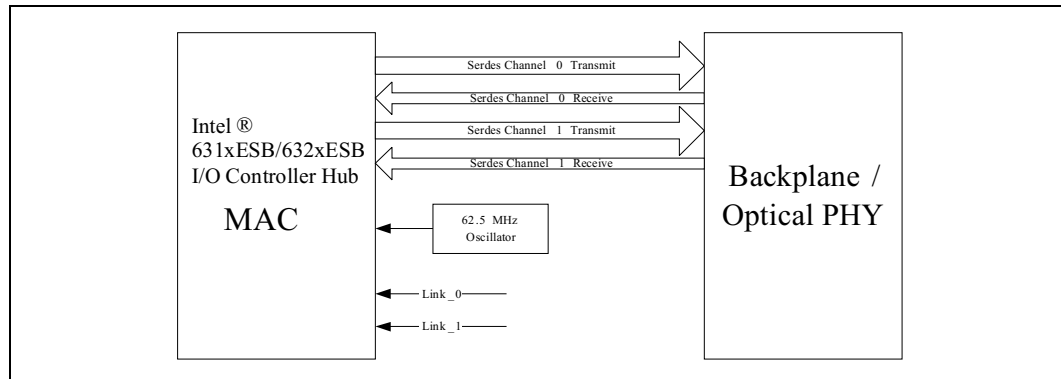 Intel ®
631xESB/632xESB
I/O Controller Hub
MAC
Serdes Channel 0 Transmit
Serdes Channel 0 Receive
Serdes Channel 1 Transmit
Serdes Channel 1 Receive
62.5 MHz
Oscillator
Link_0
Link_1
Backplane /
Optical PHY